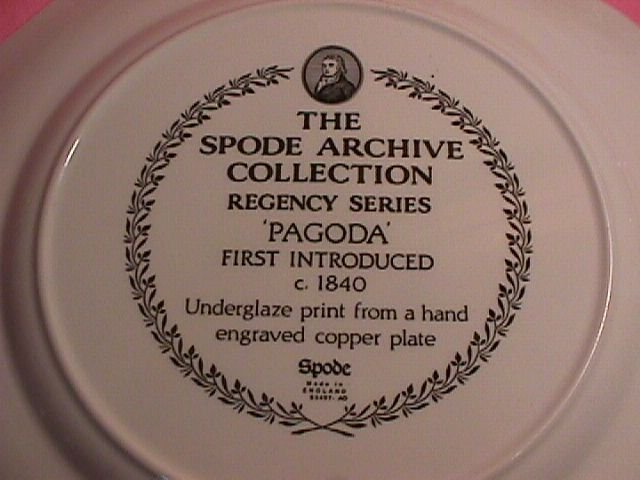 THE
SPODE ARCHIVE
COLLECTION
REGENCY SERIES
'PAGODA'
FIRST INTRODUCED
c. 1840
Underglaze print from a hand
engraved copper plate
Spode
Made in
ENGLAND